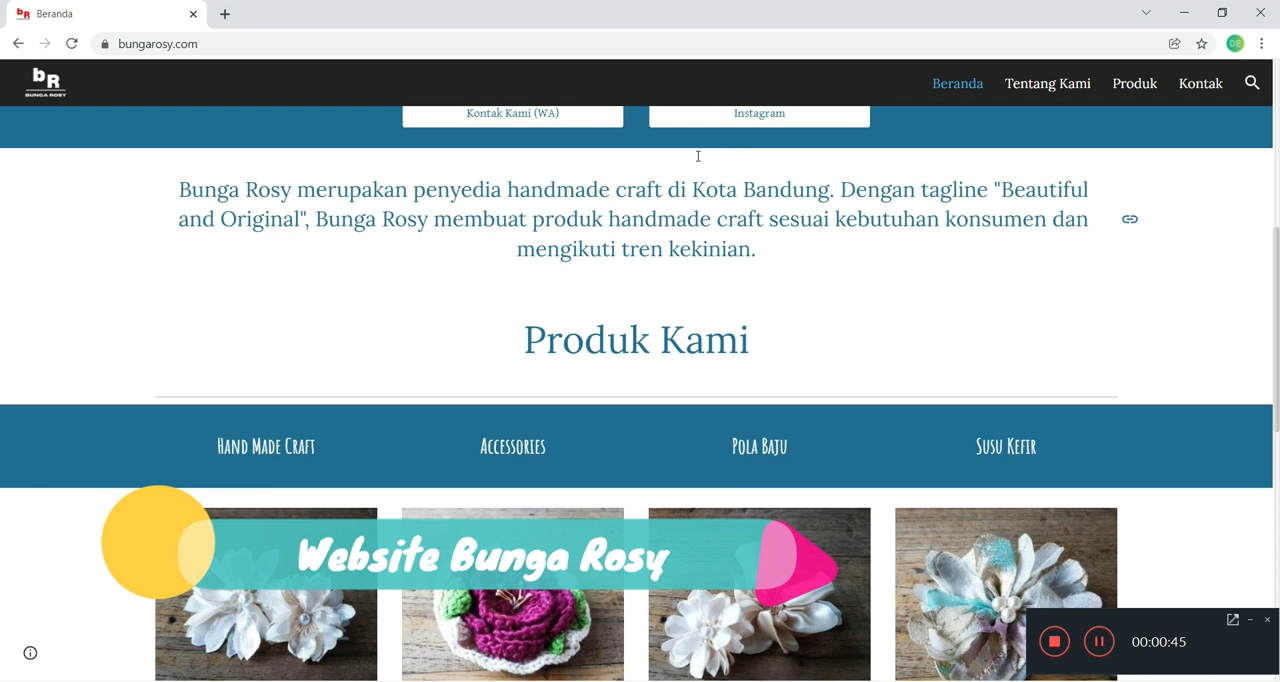 bR Beranda
bungarosy.com
DE
bR
BUNGA ROSY
Beranda Tentang Kami Produk Kontak
Kontak Kami (WA) Instagram
Bunga Rosy merupakan penyedia handmade craft di Kota Bandung. Dengan tagline "Beautiful
and Original", Bunga Rosy membuat produk handmade craft sesuai kebutuhan konsumen dan
mengikuti tren kekinian.
Produk Kami
Hand Made Craft Accessories Pola Baju Susu Kefir
Website Bunga Rosy
00:00:45